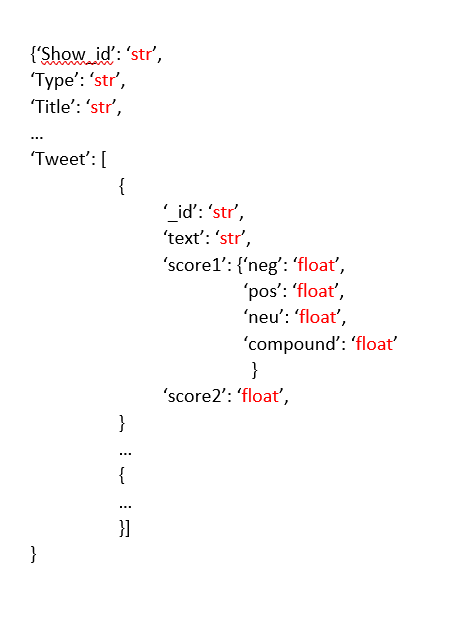 {‘Show_id’: ‘str’,
‘Type’: ‘str’,
‘Title’: ‘str’,
…
‘Tweet’: [
{
‘_id’: ‘str’,
‘text’: ‘str’,
‘score1’: {‘neg’: ‘float’,
‘pos’: ‘float’,
‘neu’: ‘float’,
‘compound’: ‘float’
}
‘score2’: ‘float’,
}
…
{
…
}]
}